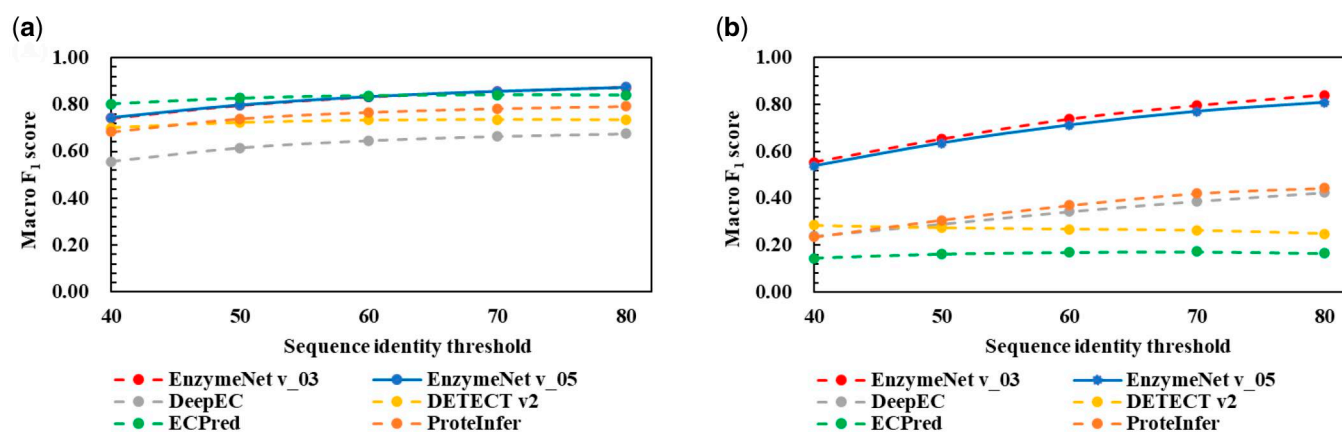 (a)
Macro F1 score
1.00
0.80
0.60
0.40
0.20
0.00
40 50 60 70 80
Sequence identity threshold
EnzymeNet v_03 EnzymeNet v_05
DeepEC DETECT v2
ECPred ProteInfer
(b)
Macro F1 score
1.00
0.80
0.60
0.40
0.20
0.00
40 50 60 70 80
Sequence identity threshold
EnzymeNet v_03 EnzymeNet v_05
DeepEC DETECT v2
ECPred ProteInfer